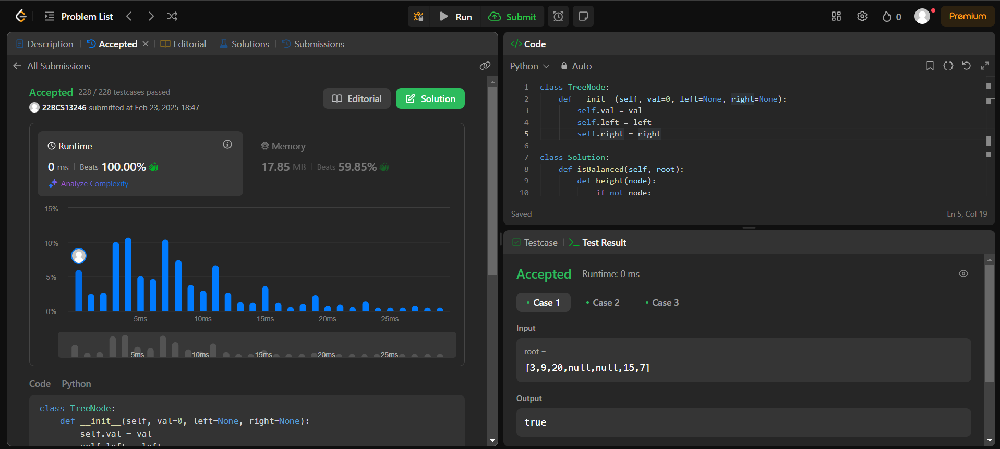 Problem List
Run
Submit
0
Premium
Description
Accepted
Editorial
Solutions
Submissions
All Submissions
Accepted 228 / 228 testcases passed
22BCS13246 submitted at Feb 23, 2025 18:47
Editorial
Solution
Runtime
0 ms Beats 100.00%
Analyze Complexity
Memory
17.85 MB Beats 59.85%
15%
10%
5%
0%
5ms 10ms 15ms 20ms 25ms
5ms 10ms 15ms 20ms 25ms
Code Python
class TreeNode:
def __init__(self, val=0, left=None, right=None):
self.val = val
self.left = left
</> Code
Python Auto
1 class TreeNode:
2 def __init__(self, val=0, left=None, right=None):
3 self.val = val
4 self.left = left
5 self.right = right
6
7 class Solution:
8 def isBalanced(self, root):
9 def height(node):
10 if not node:
Saved Ln 5, Col 19
Testcase
>_ Test Result
Accepted Runtime: 0 ms
• Case 1 • Case 2 • Case 3
Input
root =
[3,9,20,null,null,15,7]
Output
true